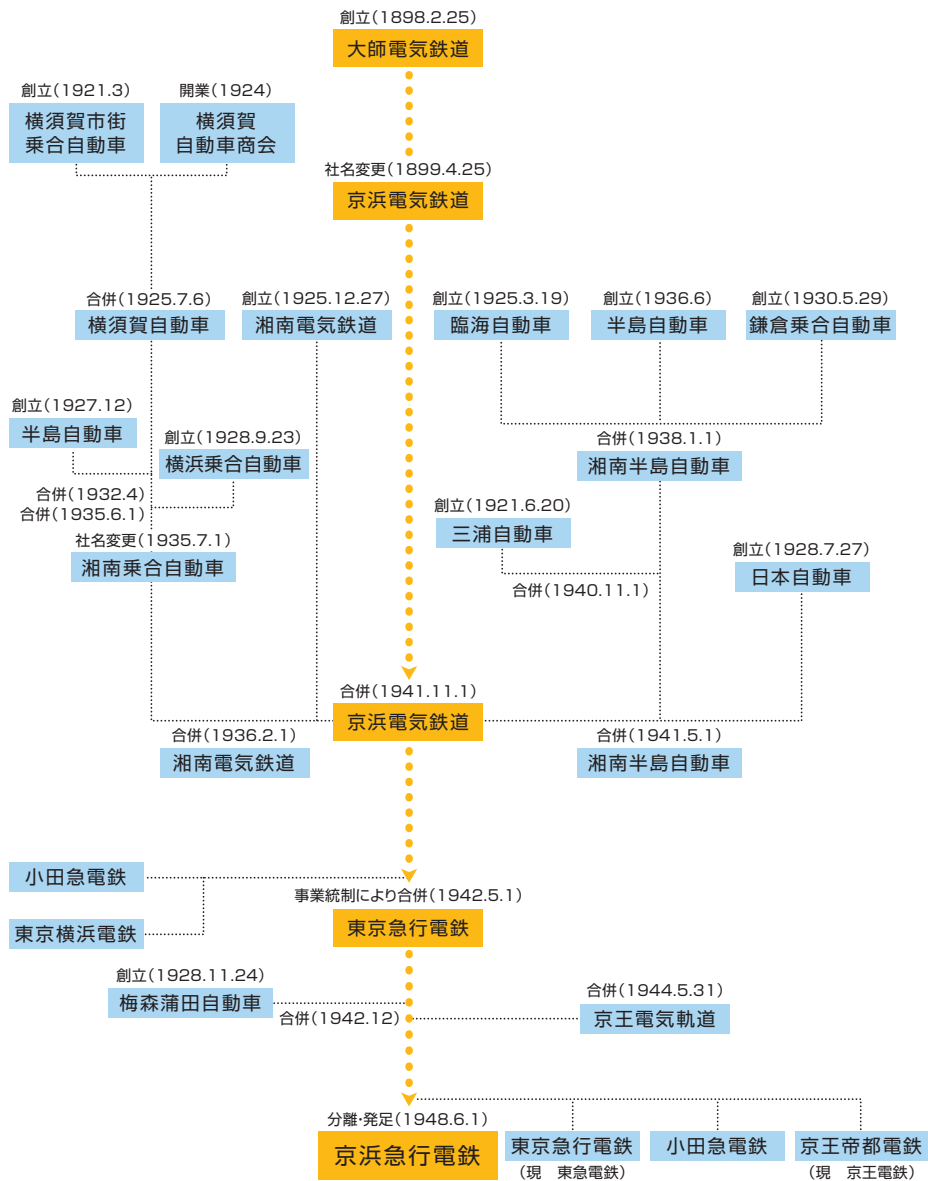 創立(1898.2.25)
大師電気鉄道
創立(1921.3)
横須賀市街
乗合自動車
開業(1924)
横須賀
自動車商会
社名変更(1899.4.25)
京浜電気鉄道
合併(1925.7.6)
横須賀自動車
創立(1925.12.27)
湘南電気鉄道
創立(1925.3.19)
臨海自動車
創立(1936.6)
半島自動車
創立(1930.5.29)
鎌倉乗合自動車
創立(1927.12)
半島自動車
創立(1928.9.23)
横浜乗合自動車
合併(1938.1.1)
湘南半島自動車
合併(1932.4)
合併(1935.6.1)
社名変更(1935.7.1)
湘南乗合自動車
創立(1921.6.20)
三浦自動車
合併(1940.11.1)
創立(1928.7.27)
日本自動車
合併(1941.11.1)
京浜電気鉄道
合併(1936.2.1)
湘南電気鉄道
合併(1941.5.1)
湘南半島自動車
小田急電鉄
東京横浜電鉄
事業統制により合併(1942.5.1)
東京急行電鉄
創立(1928.11.24)
梅森蒲田自動車
合併(1942.12)
合併(1944.5.31)
京王電気軌道
分離・発足(1948.6.1)
京浜急行電鉄
東京急行電鉄
(現　東急電鉄)
小田急電鉄
京王帝都電鉄
(現　京王電鉄)